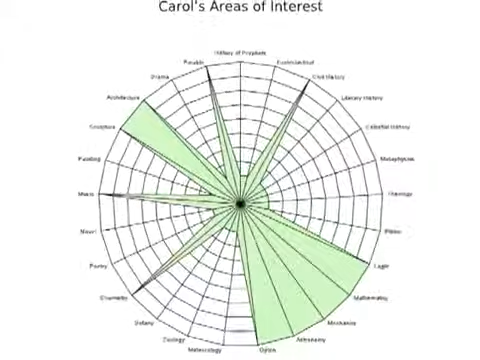 Carol's Areas of Interest
History of Prophets
Ecclesiastical
Civil History
Literary History
Celestial History
Metaphysics
Theology
Logic
Mathematics
Mechanics
Astronomy
Optics
Meteorology
Zoology
Botany
Chemistry
Poetry
Novel
Music
Painting
Sculpture
Architecture
Drama
Parable